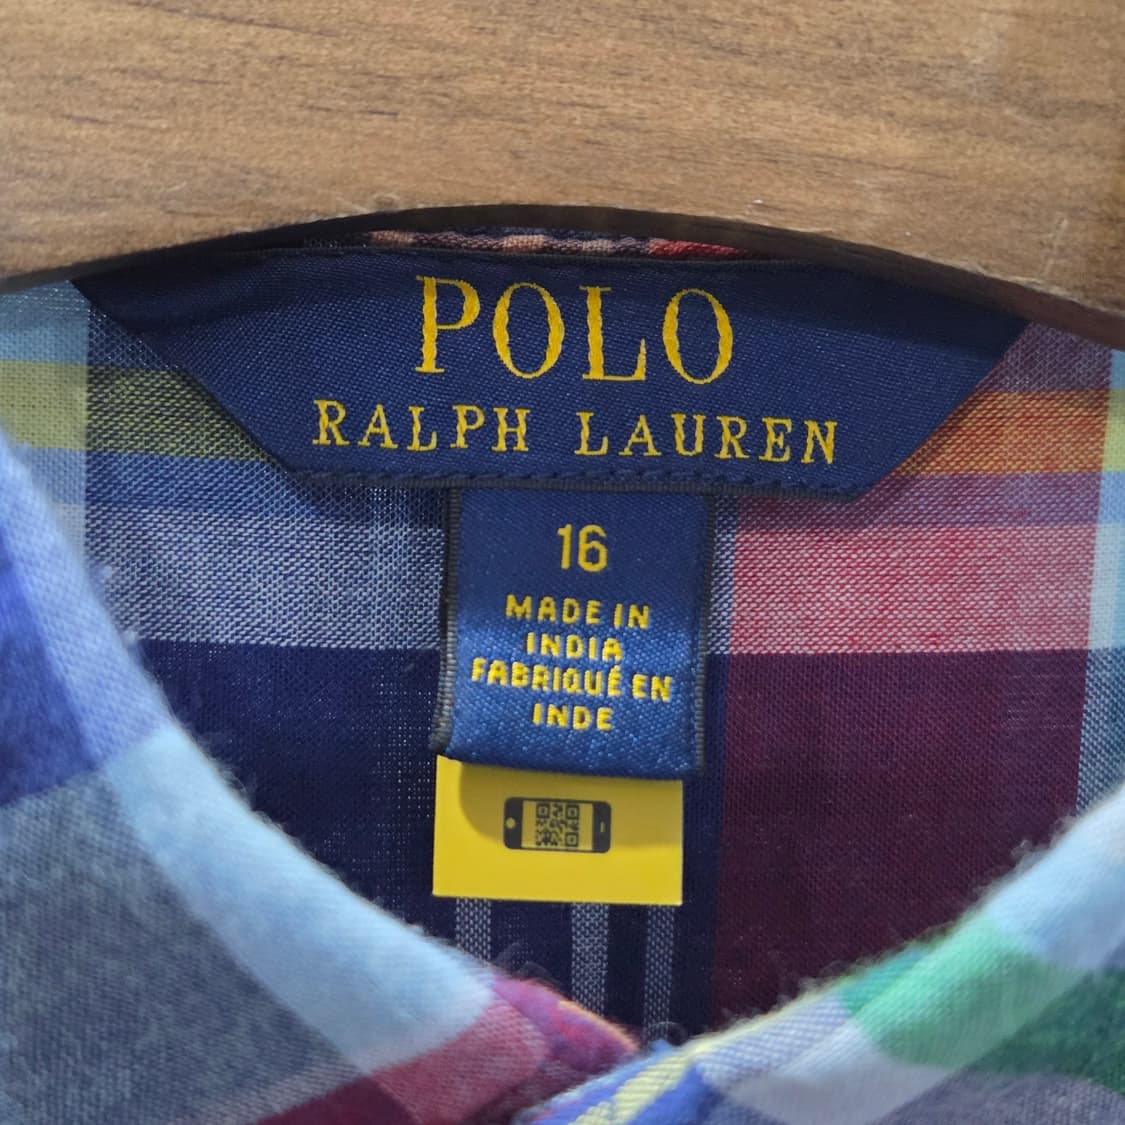 POLO
RALPH LAUREN
16
MADE IN
INDIA
FABRIQUÉ EN
INDE